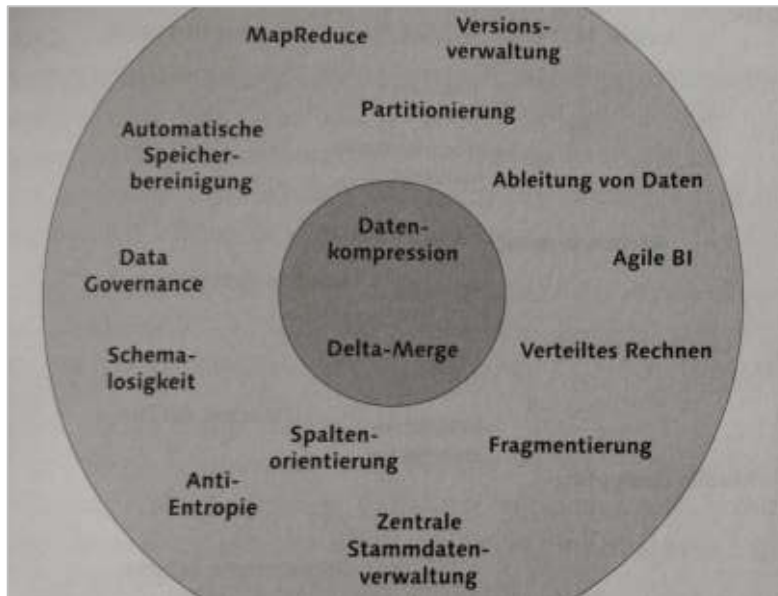 MapReduce
Versions-
verwaltung
Partitionierung
Automatische
Speicher-
bereinigung
Ableitung von Daten
Daten-
kompression
Data
Governance
Agile BI
Schema-
losigkeit
Delta-Merge
Verteiltes Rechnen
Spalten-
orientierung
Fragmentierung
Anti-
Entropie
Zentrale
Stammdaten-
verwaltung